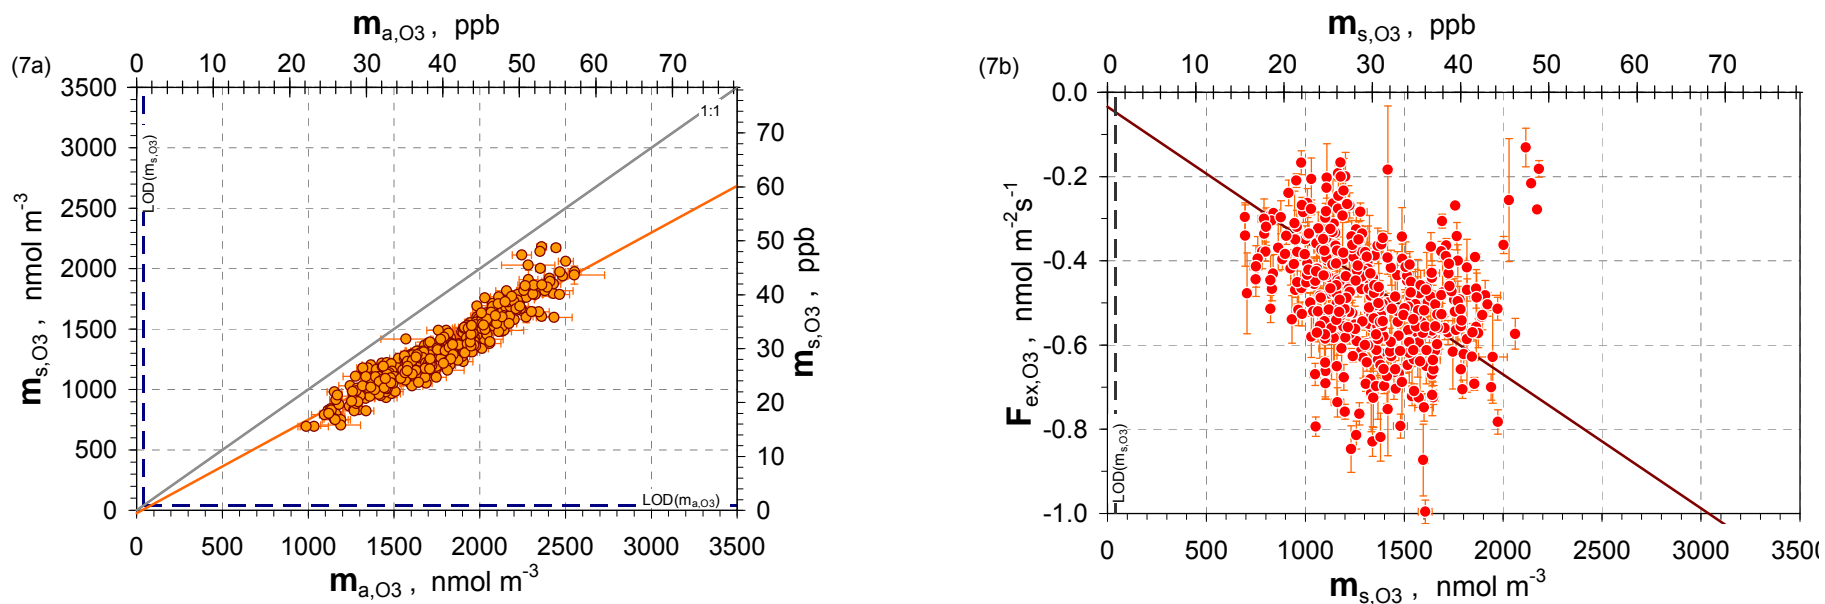 m a,O3 , ppb
(7a)
0 10 20 30 40 50 60 70
3500
3000
2500
2000
1500
1000
500
0
m s,O3 , nmol m-3
LOD(m s,O3)
1:1
LOD(m a,O3)
70
60
50
40
30
20
10
0
m s,O3 , ppb
0 500 1000 1500 2000 2500 3000 3500
m a,O3 , nmol m-3
m s,O3 , ppb
(7b)
0 10 20 30 40 50 60 70
0.0
-0.2
-0.4
-0.6
-0.8
-1.0
F ex,O3 , nmol m-2 s-1
LOD(m s,O3)
0 500 1000 1500 2000 2500 3000 350
m s,O3 , nmol m-3